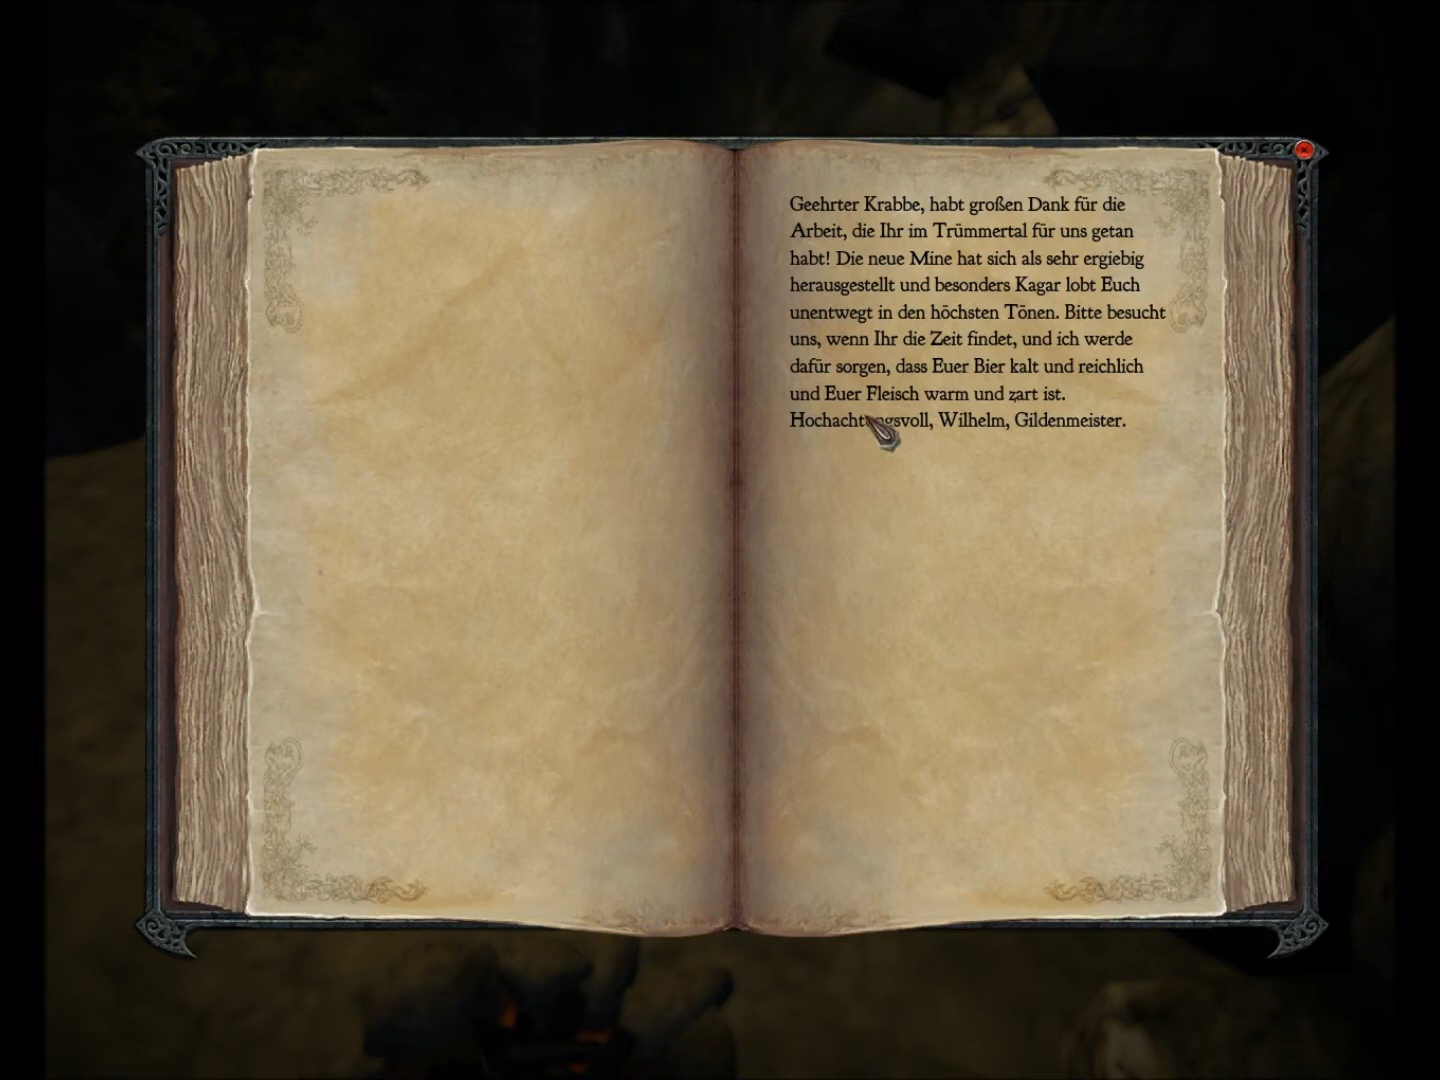 Geehrter Krabbe, habt großen Dank für die
Arbeit, die Ihr im Trümmertal für uns getan
habt! Die neue Mine hat sich als sehr ergiebig
herausgestellt und besonders Kagar lobt Euch
unentwegt in den höchsten Tönen. Bitte besucht
uns, wenn Ihr die Zeit findet, und ich werde
dafür sorgen, dass Euer Bier kalt und reichlich
und Euer Fleisch warm und zart ist.
Hochachtungsvoll, Wilhelm, Gildenmeister.